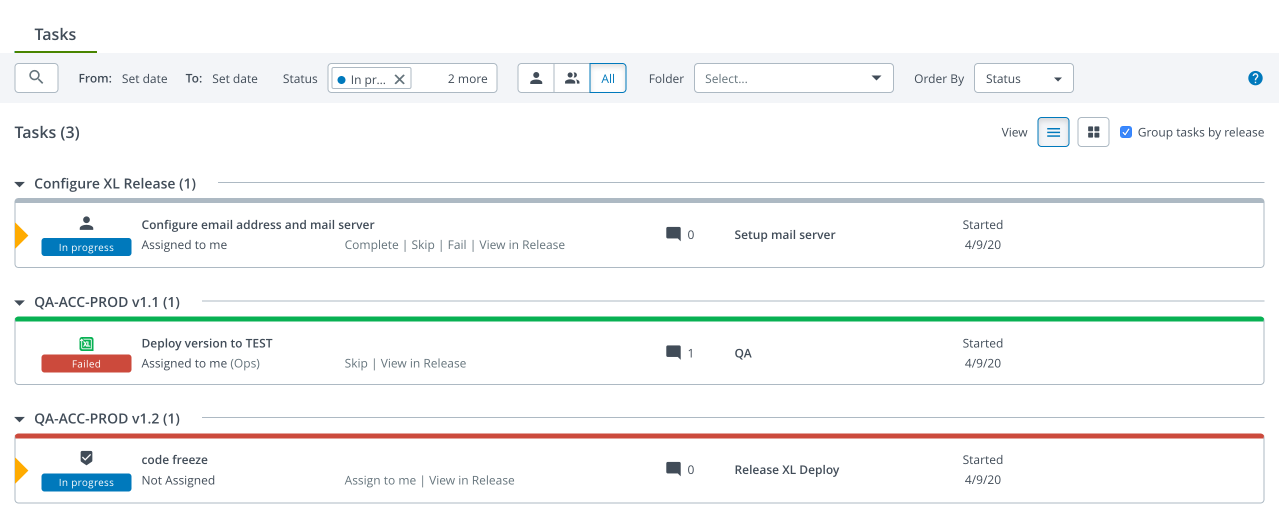 Tasks
From: Set date To: Set date Status In pr... 2 more All Folder Select... Order By Status ?
Tasks (3) View Group tasks by release
Configure XL Release (1)
Configure email address and mail server Started
In progress Assigned to me Complete | Skip | Fail | View in Release 0 Setup mail server 4/9/20
QA-ACC-PROD v1.1 (1)
XL Deploy version to TEST Started
Failed Assigned to me (Ops) Skip | View in Release 1 QA 4/9/20
QA-ACC-PROD v1.2 (1)
code freeze Started
In progress Not Assigned Assign to me | View in Release 0 Release XL Deploy 4/9/20